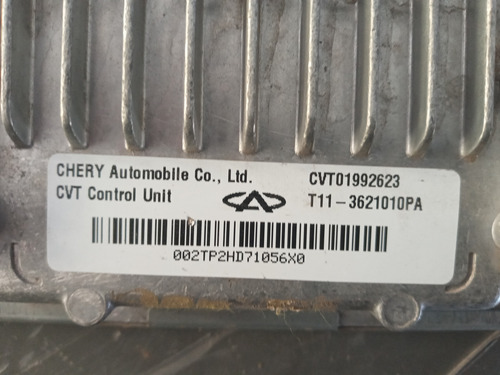 CHERY Automobile Co., Ltd. CVT01992623
CVT Control Unit T11-3621010PA
002TP2HD71056X0